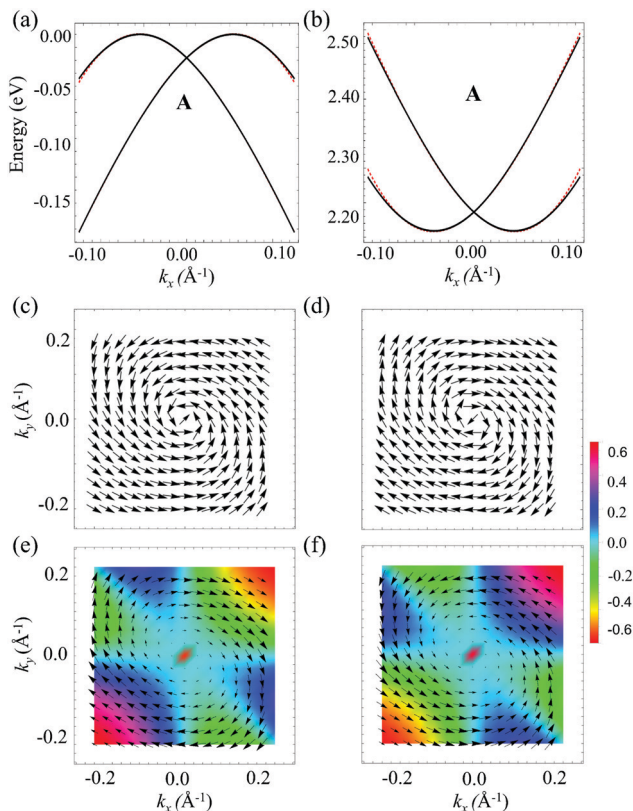 (a) (b)
0.00 2.50
-0.05 2.40
Energy (eV) A A
-0.10 2.30
-0.15 2.20
-0.10 0.00 0.10 -0.10 0.00 0.10
kx (Å-1) kx (Å-1)
(c) (d)
0.2
ky (Å-1) 0.0 ky (Å-1)
-0.2
0.6
0.4
0.2
0.0
-0.2
-0.4
-0.6
(e) (f)
0.2
ky (Å-1) 0.0 ky (Å-1)
-0.2
-0.2 0.0 0.2 -0.2 0.0 0.2
kx (Å-1) kx (Å-1)